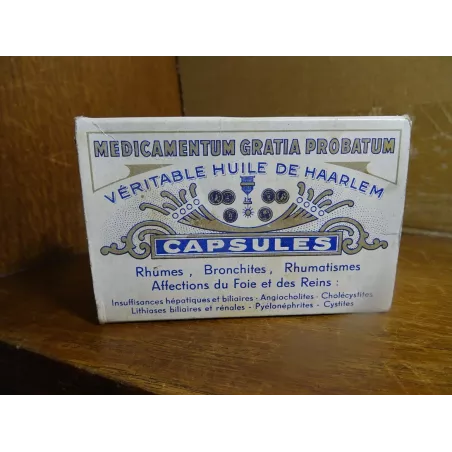 MEDICAMENTUM GRATIA PROBATUM
VÉRITABLE HUILE DE HAARLEM
CAPSULES
Rhûmes, Bronchites, Rhumatismes
Affections du Foie et des Reins :
Insuffisances hépatiques et biliaires - Angiocholites - Cholécystites
Lithiases biliaires et rénales - Pyélonéphrites - Cystites